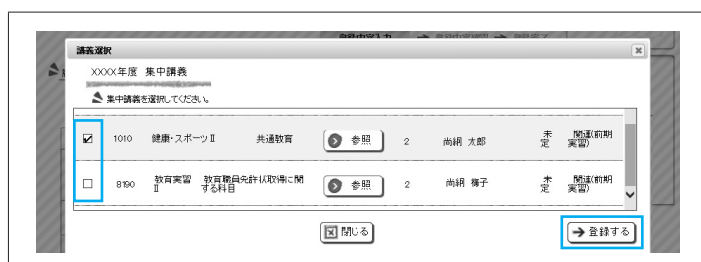 講義選択
XXXX年度 集中講義
集中講義を選択してください。
1010 健康・スポーツⅡ 共通教育 参照 2 尚絅 太郎 未定 関連(前期実習)
8190 教育実習Ⅱ 教育職員免許状取得に関する科目 参照 2 尚絅 梅子 未定 関連(前期実習)
閉じる 登録する